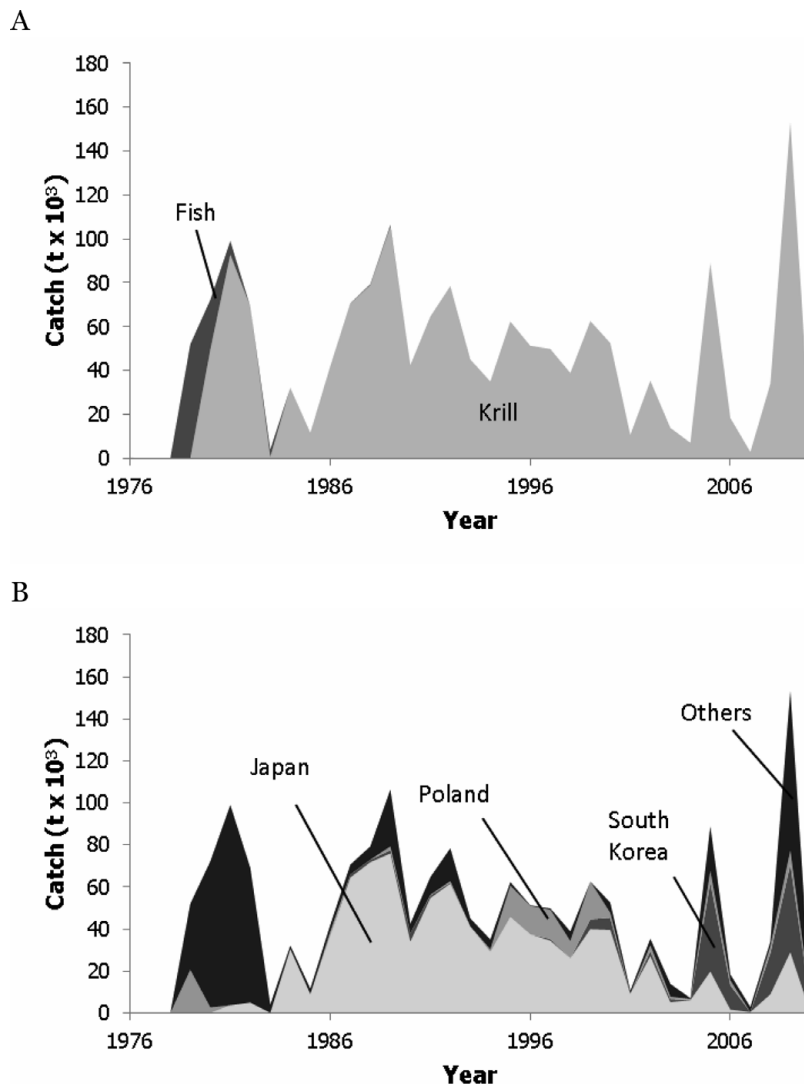 A
180
160
140
120
100
80
60
40
20
0
Catch (t x 10³)
Fish
Krill
1976 1986 1996 2006
Year
B
180
160
140
120
100
80
60
40
20
0
Catch (t x 10³)
Others
Japan
Poland
South
Korea
1976 1986 1996 2006
Year